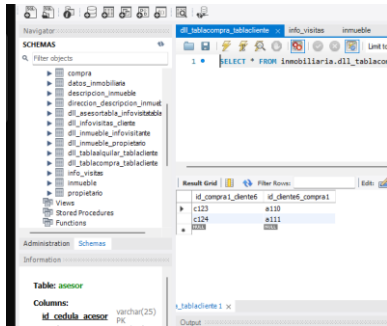 Navigator
SCHEMAS
Filter objects
compra
datos_inmobiliaria
descripcion_inmueble
direccion_descripcion_inmuet
dll_asesortabla_infovisitatable
dll_infovisitas_cliente
dll_inmueble_infovisitante
dll_inmueble_propietario
dll_tablaalquilar_tablacliente
dll_tablacompra_tablacliente
info_visitas
inmueble
propietario
Views
Stored Procedures
Functions
Administration Schemas
Information
Table: asesor
Columns:
id_cedula_acesor varchar(25)
PK
dll_tablacompra_tablacliente × info_visitas inmueble
Limit to
1 SELECT * FROM inmobiliaria.dll_tablacom
Result Grid Filter Rows: Edit:
id_compra1_cliente6 id_cliente6_compra1
c123 a110
c124 a111
NULL NULL
_tablacliente 1 ×
Output